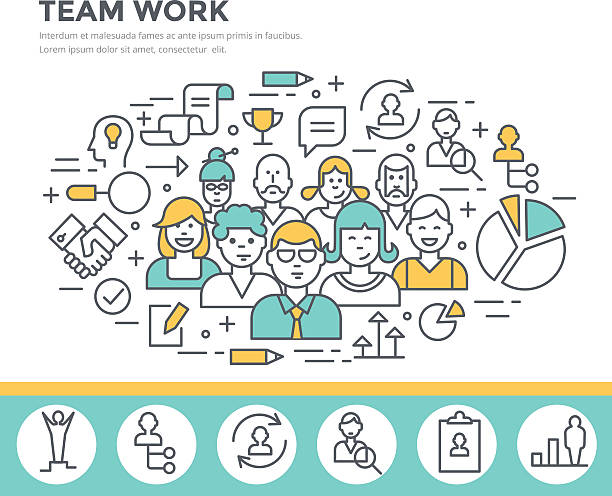 TEAM WORK
Interdum et malesuada fames ac ante ipsum primis in faucibus.
Lorem ipsum dolor sit amet, consectetur elit.